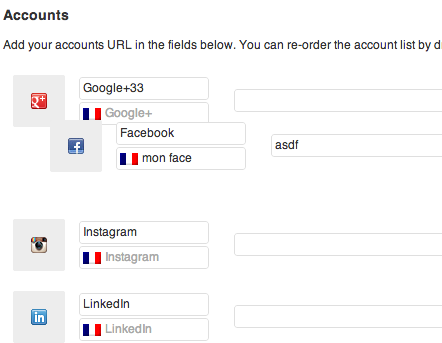 Accounts
Add your accounts URL in the fields below. You can re-order the account list by d
Google+33
Google+
Facebook
mon face
asdf
Instagram
Instagram
LinkedIn
LinkedIn